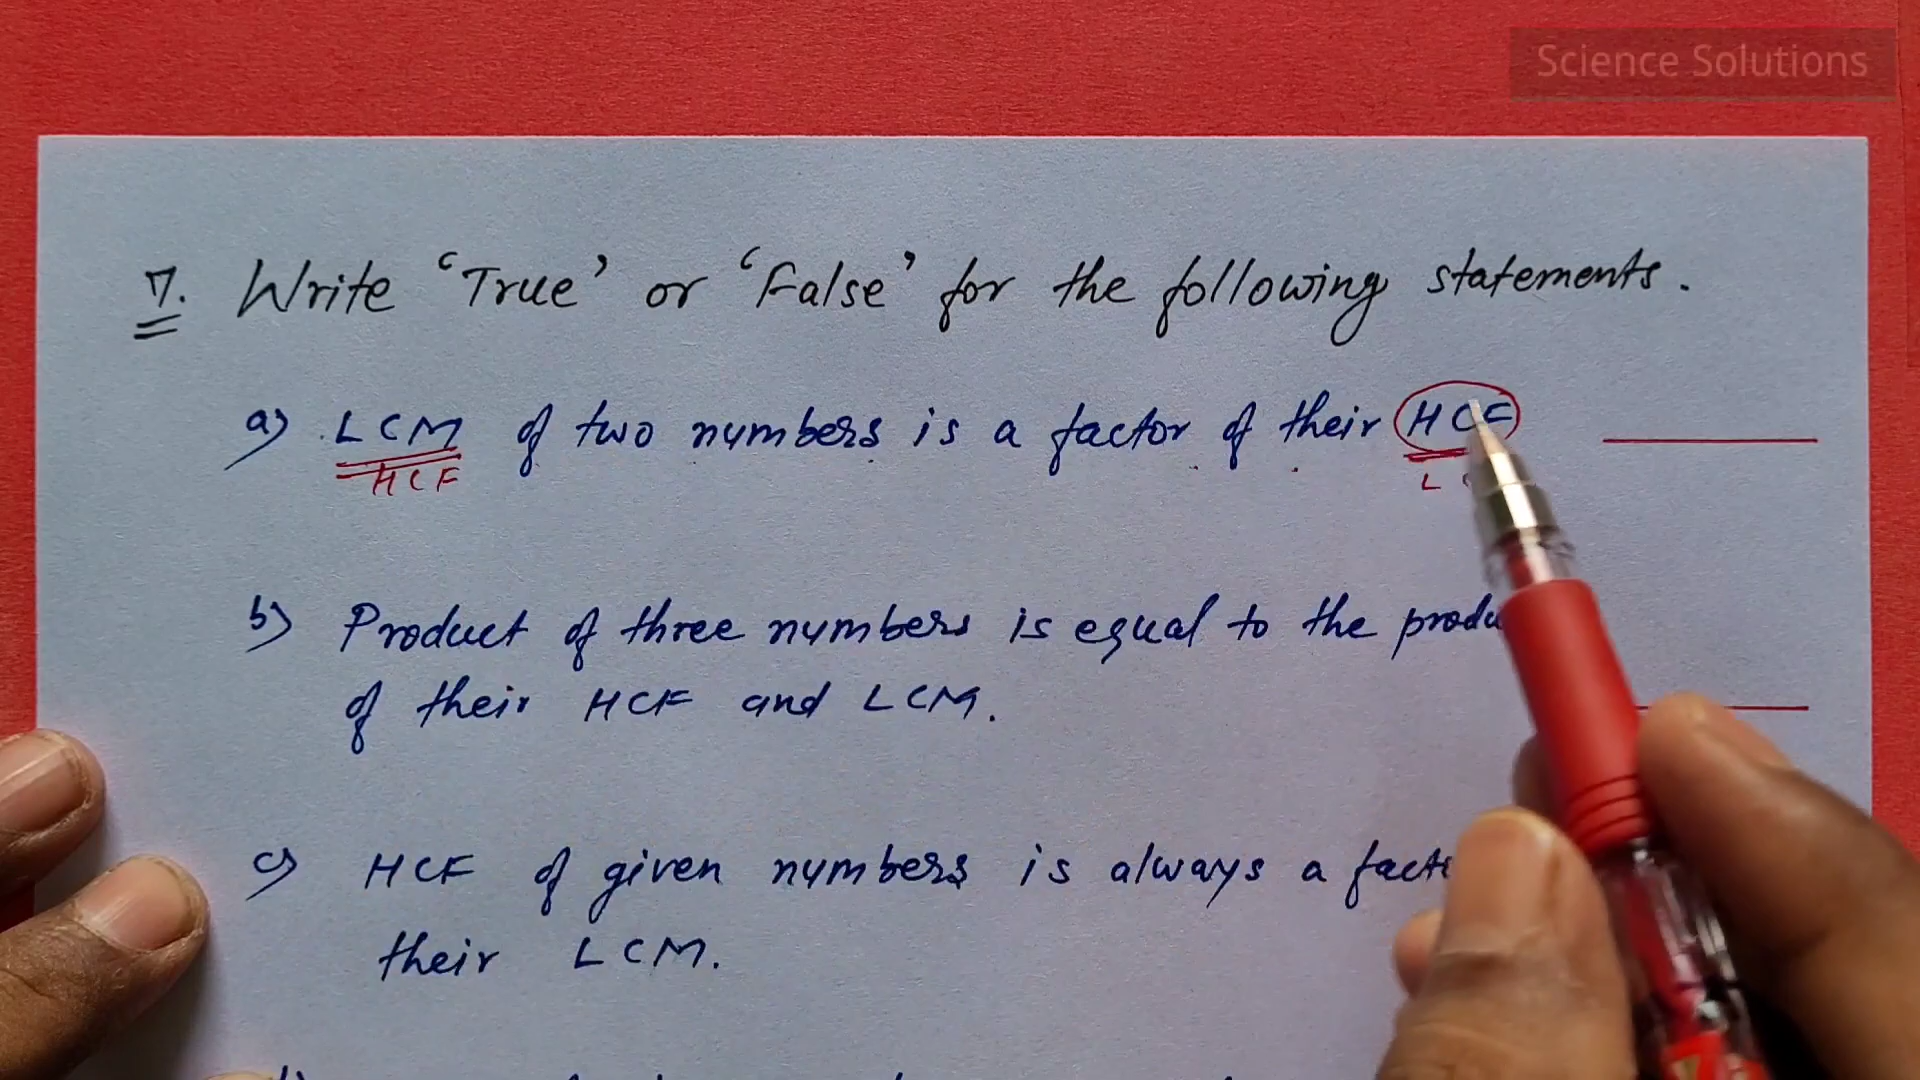 Science Solutions
7. Write 'True' or 'False' for the following statements.
a) LCM of two numbers is a factor of their HCF
HCF L
b) Product of three numbers is equal to the produ
of their HCF and LCM.
c) HCF of given numbers is always a fact
their LCM.